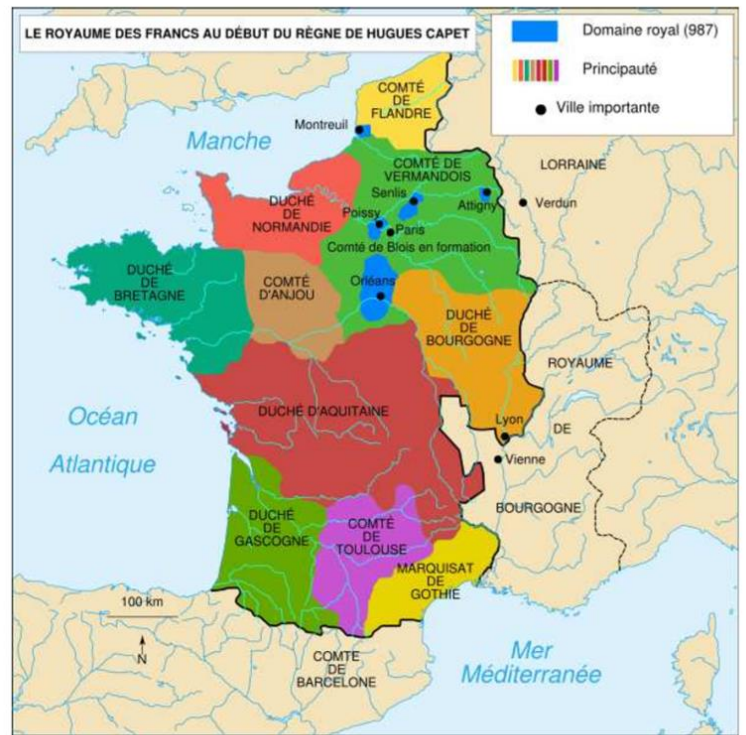 LE ROYAUME DES FRANCS AU DÉBUT DU RÈGNE DE HUGUES CAPET
Domaine royal (987)
Principauté
Ville importante
COMTÉ
DE
FLANDRE
Montreuil
Manche
COMTÉ DE
VERMANDOIS
LORRAINE
Senlis
Attigny
Verdun
DUCHÉ
DE
NORMANDIE
Poissy
Paris
Comté de Blois en formation
DUCHÉ
DE
BRETAGNE
COMTÉ
D'ANJOU
Orléans
DUCHÉ
DE
BOURGOGNE
ROYAUME
DE
BOURGOGNE
Océan
Atlantique
DUCHÉ D'AQUITAINE
Lyon
Vienne
DUCHÉ
DE
GASCOGNE
COMTÉ
DE
TOULOUSE
MARQUISAT
DE
GOTHIE
100 km
N
COMTE
DE
BARCELONE
Mer
Méditerranée